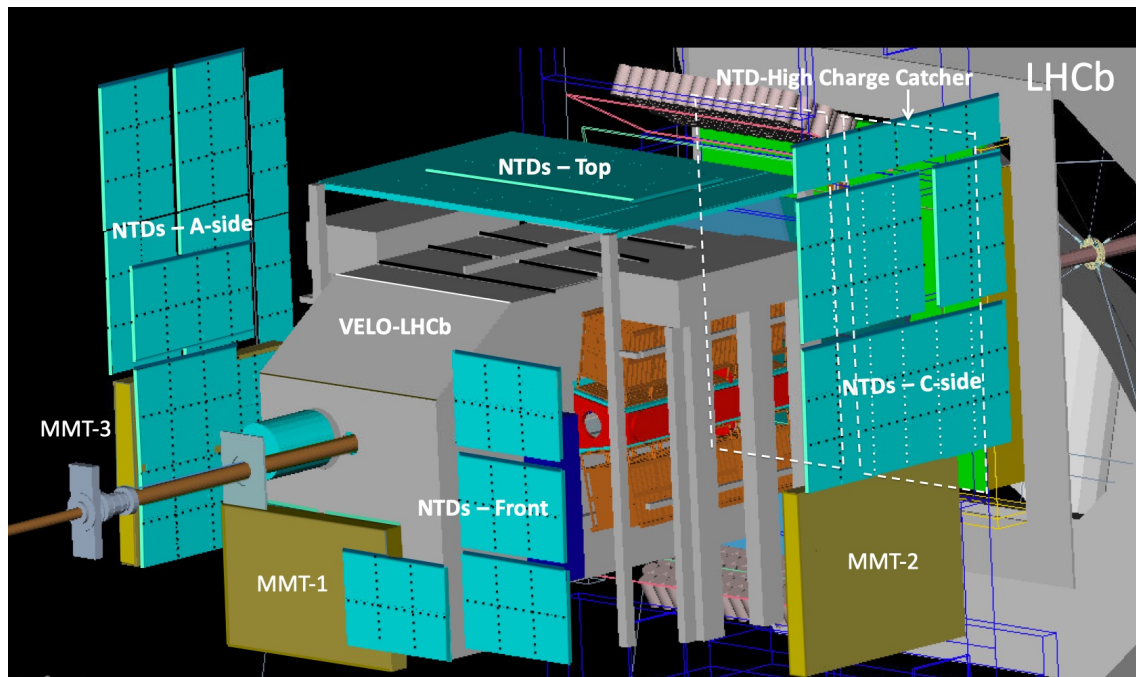 NTD-High Charge Catcher
LHCb
NTDs – Top
NTDs – A-side
VELO-LHCb
NTDs – C-side
MMT-3
NTDs – Front
MMT-1
MMT-2